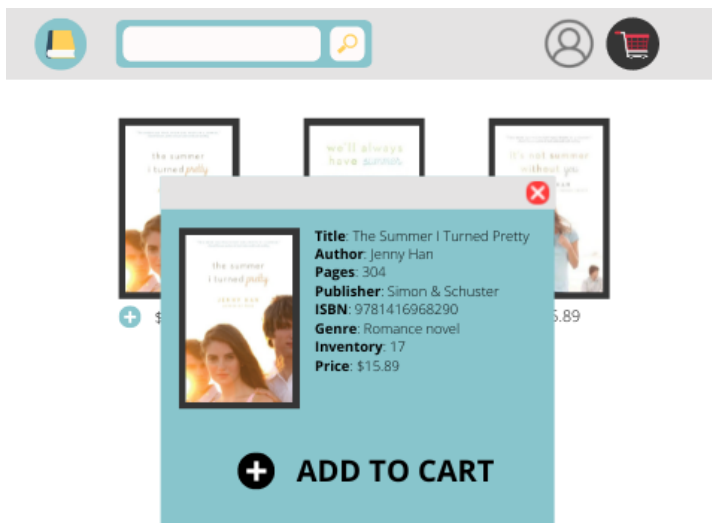 the summer
i turned pretty
we'll always
have summer
it's not summer
without you
$
5.89
Title: The Summer I Turned Pretty
Author: Jenny Han
Pages: 304
Publisher: Simon & Schuster
ISBN: 9781416968290
Genre: Romance novel
Inventory: 17
Price: $15.89
the summer
i turned pretty
JENNY HAN
ADD TO CART